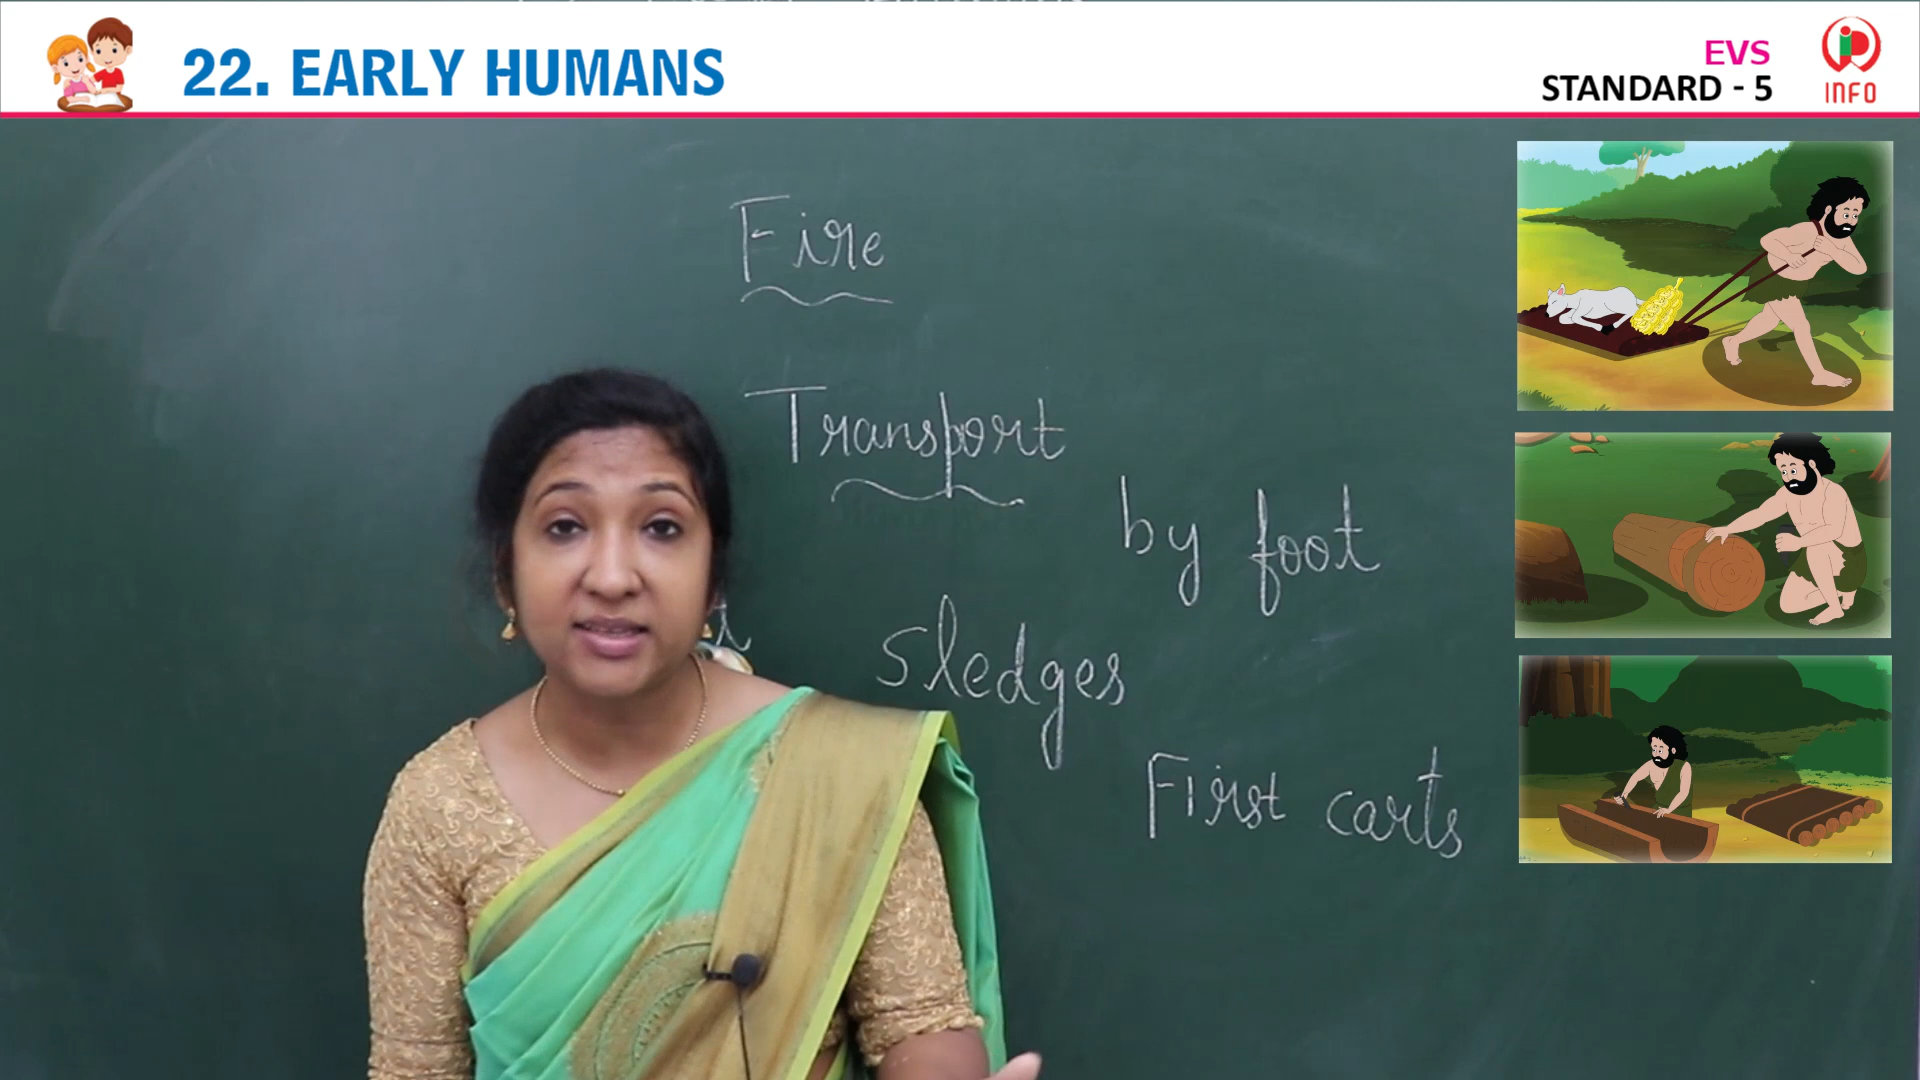 22. EARLY HUMANS
EVS
STANDARD - 5
INFO
Fire
Transport
by foot
Sledges
First carts